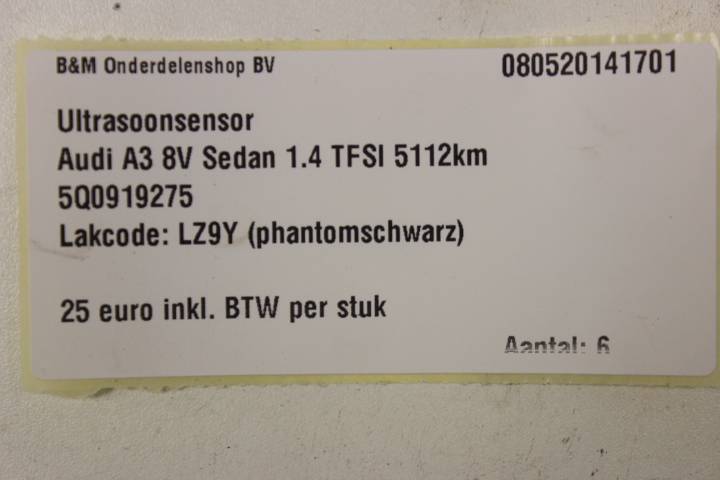 B&M Onderdelenshop BV 080520141701
Ultrasoonsensor
Audi A3 8V Sedan 1.4 TFSI 5112km
5Q0919275
Lakcode: LZ9Y (phantomschwarz)
25 euro inkl. BTW per stuk
Aantal: 6